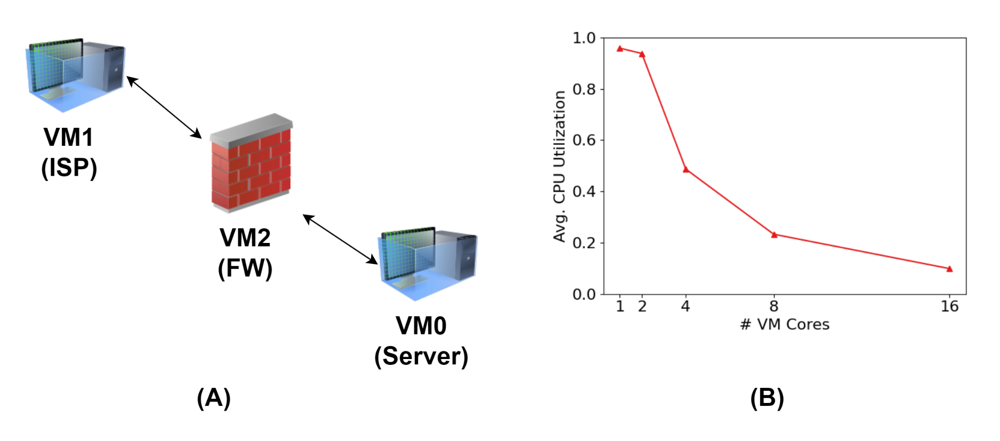 VM1
(ISP)
VM2
(FW)
VM0
(Server)
(A)
1.0
0.8
0.6
0.4
0.2
0.0
Avg. CPU Utilization
1 2 4 8 16
# VM Cores
(B)